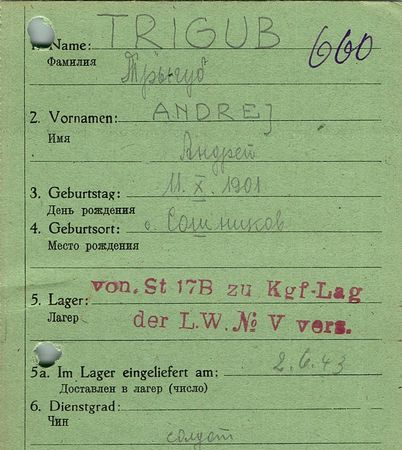 TRIGUB
660
1. Name:
Фамилия
Трыгуб
2. Vornamen: ANDREJ
Имя
Андрей
3. Geburtstag: 11. X. 1901
День рождения
4. Geburtsort: с. Сошников
Место рождения
von. St 17B zu Kgf-Lag
5. Lager:
Лагер
der L.W. № V vers.
5a. Im Lager eingeliefert am: 2.6.43
Доставлен в лагер (число)
6. Dienstgrad:
Чин
солдат